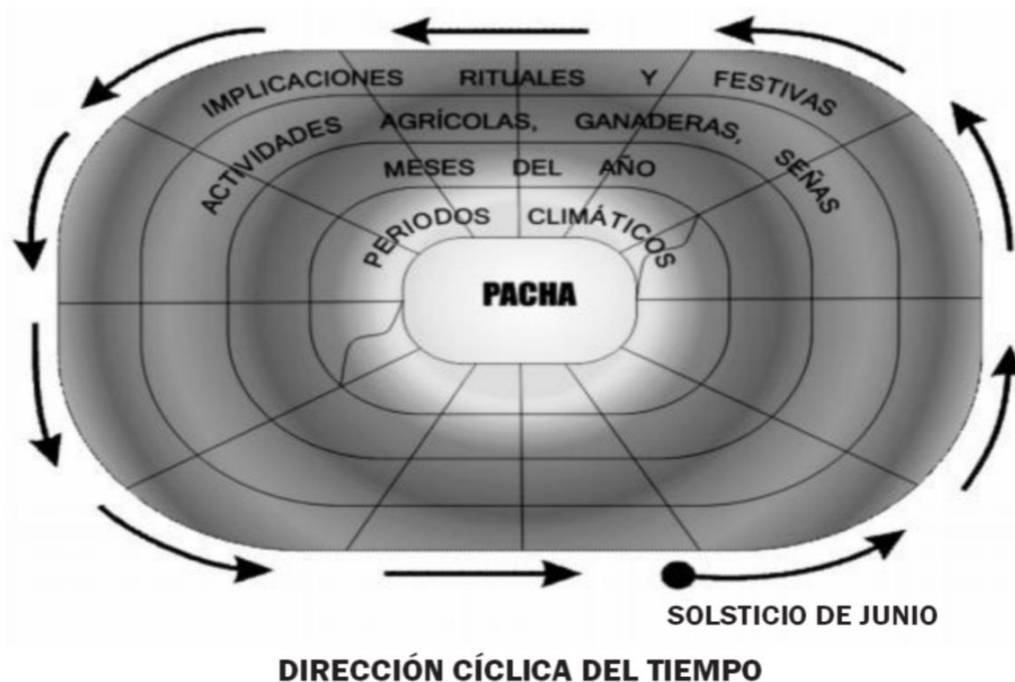 IMPLICACIONES RITUALES Y FESTIVAS
ACTIVIDADES AGRÍCOLAS, GANADERAS, SEÑAS
MESES DEL AÑO
PERIODOS CLIMÁTICOS
PACHA
SOLSTICIO DE JUNIO
DIRECCIÓN CÍCLICA DEL TIEMPO